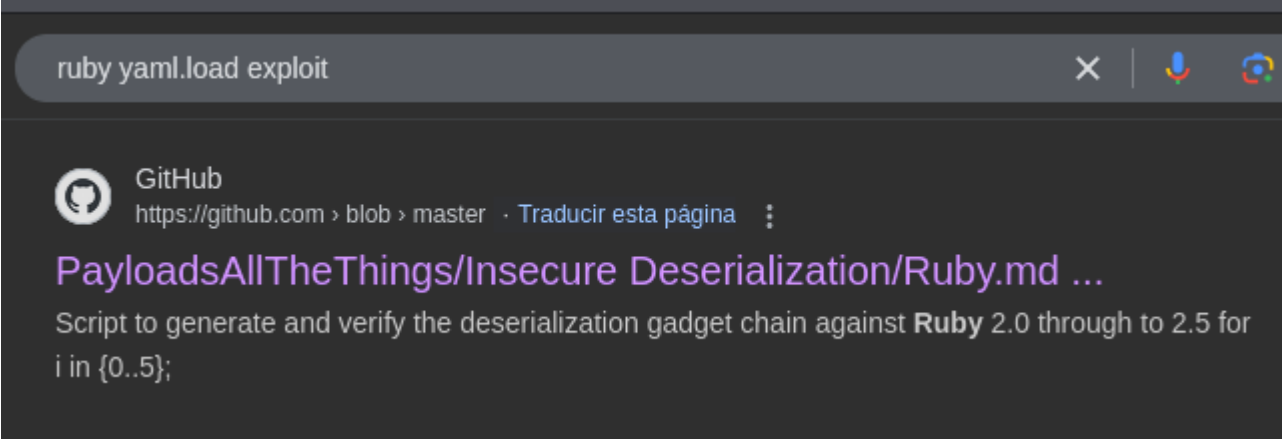 ruby yaml.load exploit
GitHub
https://github.com › blob › master · Traducir esta página
PayloadsAllTheThings/Insecure Deserialization/Ruby.md ...
Script to generate and verify the deserialization gadget chain against Ruby 2.0 through to 2.5 for
i in {0..5};